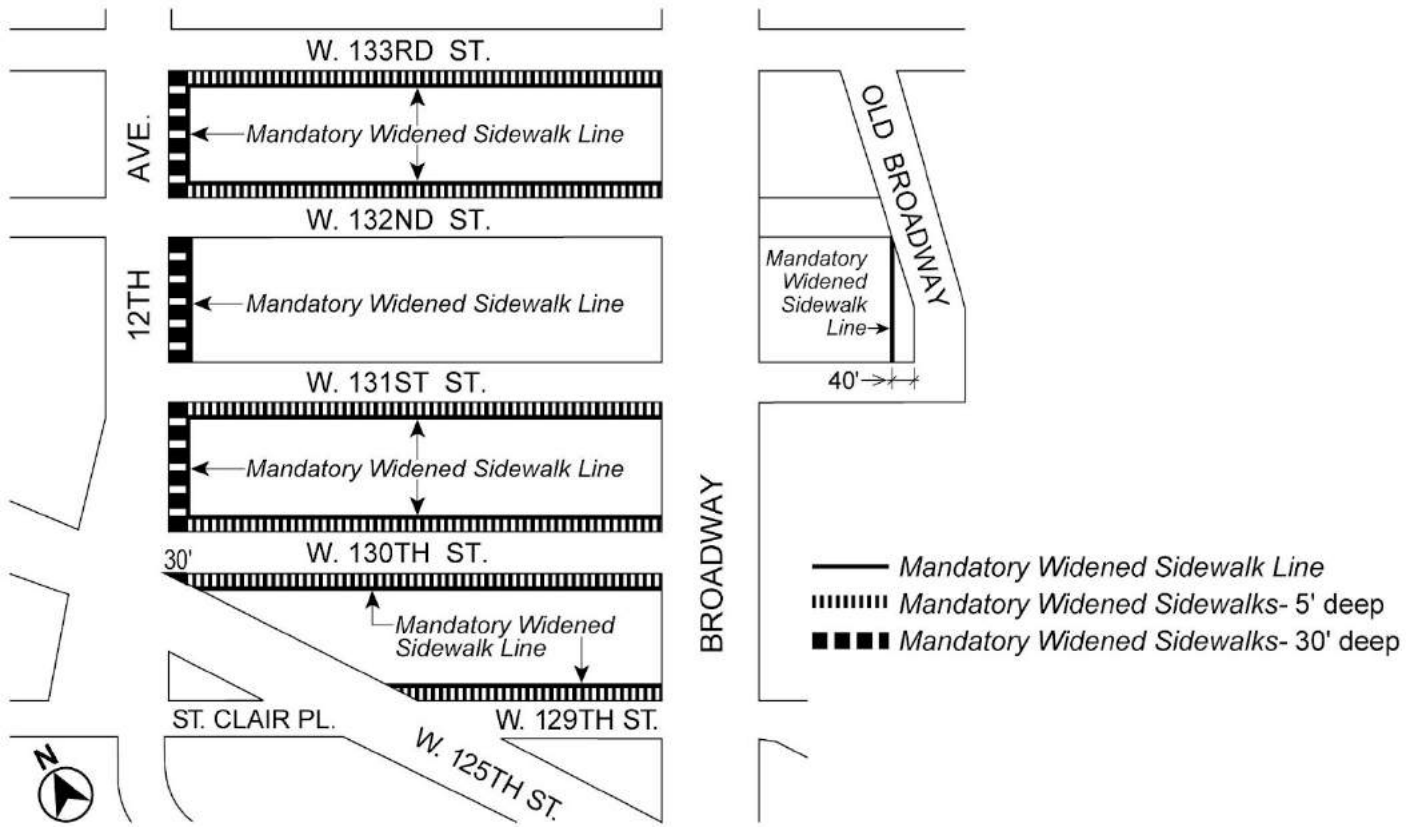 W. 133RD ST.
Mandatory Widened Sidewalk Line
AVE.
OLD BROADWAY
W. 132ND ST.
12TH
Mandatory Widened Sidewalk Line
Mandatory
Widened
Sidewalk
Line
40'
W. 131ST ST.
Mandatory Widened Sidewalk Line
BROADWAY
W. 130TH ST.
30'
Mandatory Widened
Sidewalk Line
ST. CLAIR PL.
W. 129TH ST.
W. 125TH ST.
N
Mandatory Widened Sidewalk Line
Mandatory Widened Sidewalks- 5' deep
Mandatory Widened Sidewalks- 30' deep